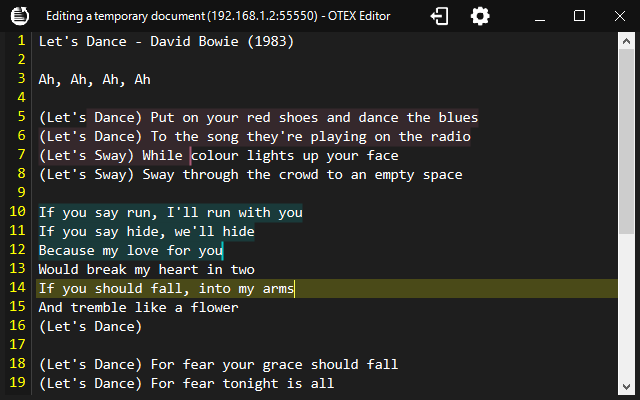 Editing a temporary document (192.168.1.2:55550) - OTEX Editor
1 Let's Dance - David Bowie (1983)
2
3 Ah, Ah, Ah, Ah
4
5 (Let's Dance) Put on your red shoes and dance the blues
6 (Let's Dance) To the song they're playing on the radio
7 (Let's Sway) While colour lights up your face
8 (Let's Sway) Sway through the crowd to an empty space
9
10 If you say run, I'll run with you
11 If you say hide, we'll hide
12 Because my love for you
13 Would break my heart in two
14 If you should fall, into my arms
15 And tremble like a flower
16 (Let's Dance)
17
18 (Let's Dance) For fear your grace should fall
19 (Let's Dance) For fear tonight is all